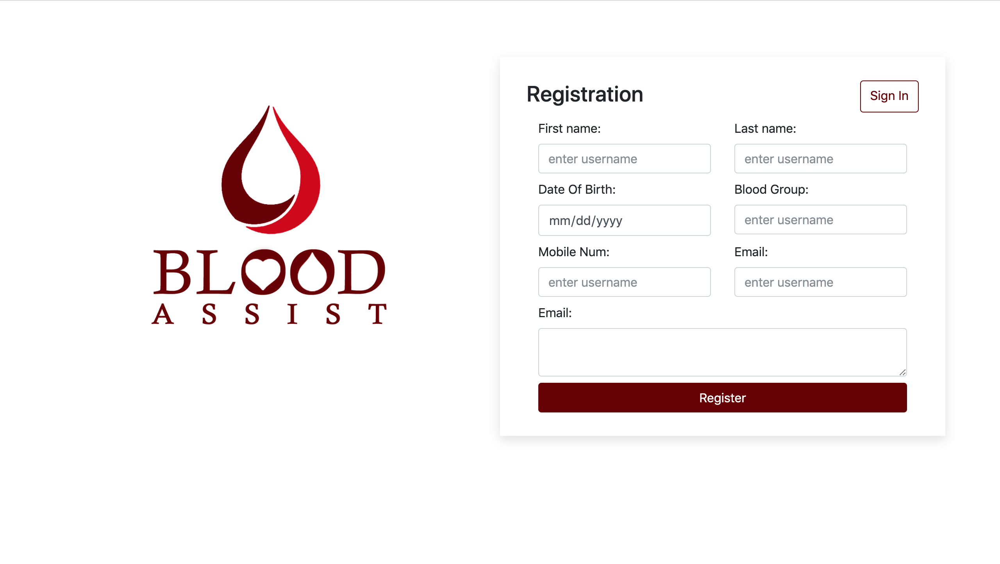 BLOOD
ASSIST
Registration
Sign In
First name:
Last name:
enter username
enter username
Date Of Birth:
Blood Group:
mm/dd/yyyy
enter username
Mobile Num:
Email:
enter username
enter username
Email:
Register